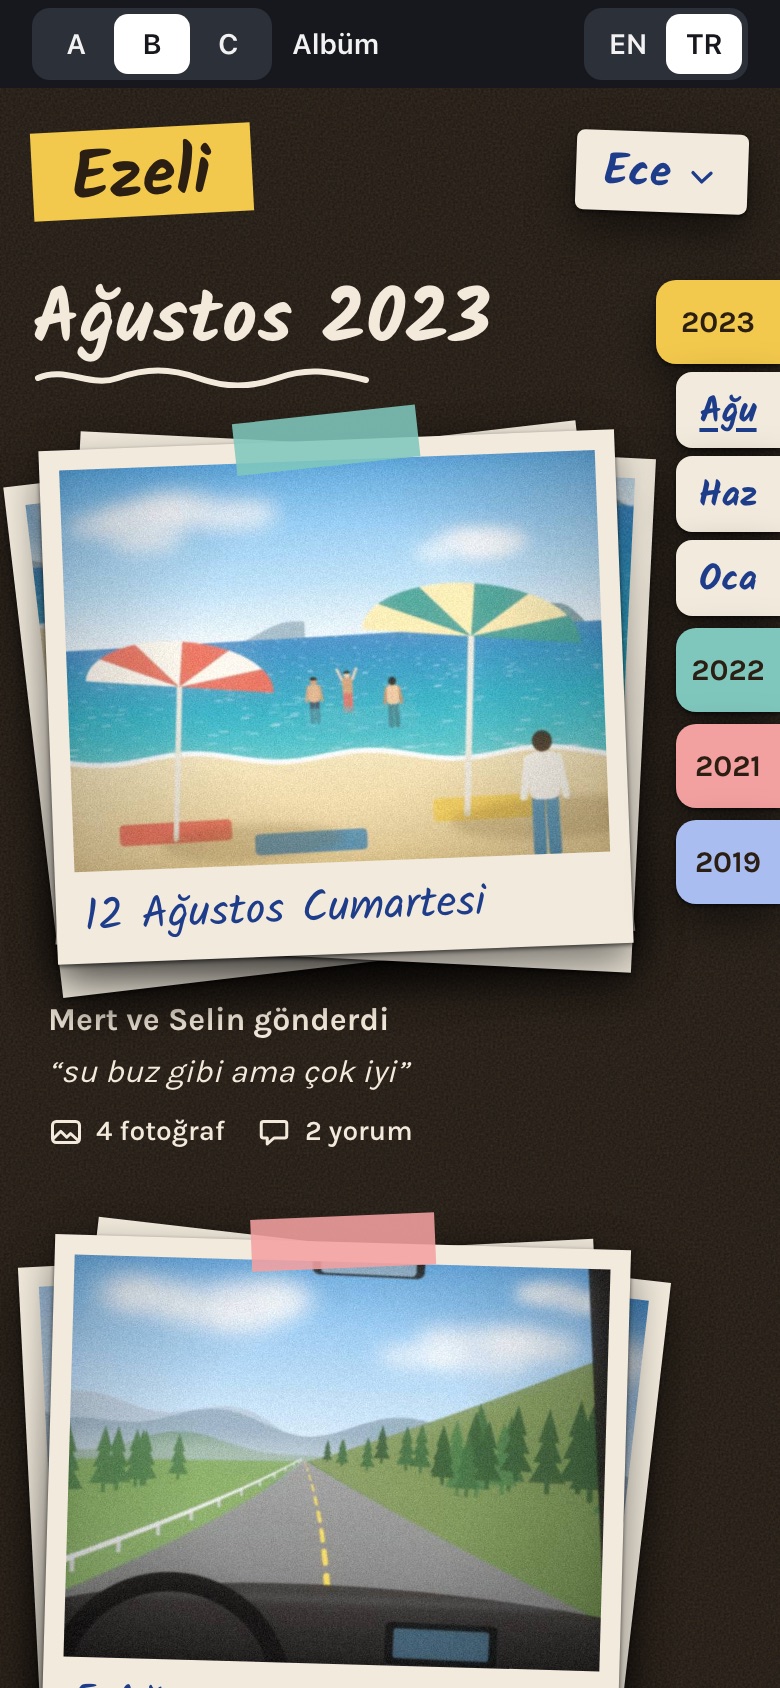 A B C Albüm EN TR
Ezeli
Ece
Ağustos 2023
2023
Ağu
Haz
Oca
2022
2021
2019
12 Ağustos Cumartesi
Mert ve Selin gönderdi
“su buz gibi ama çok iyi”
4 fotoğraf 2 yorum